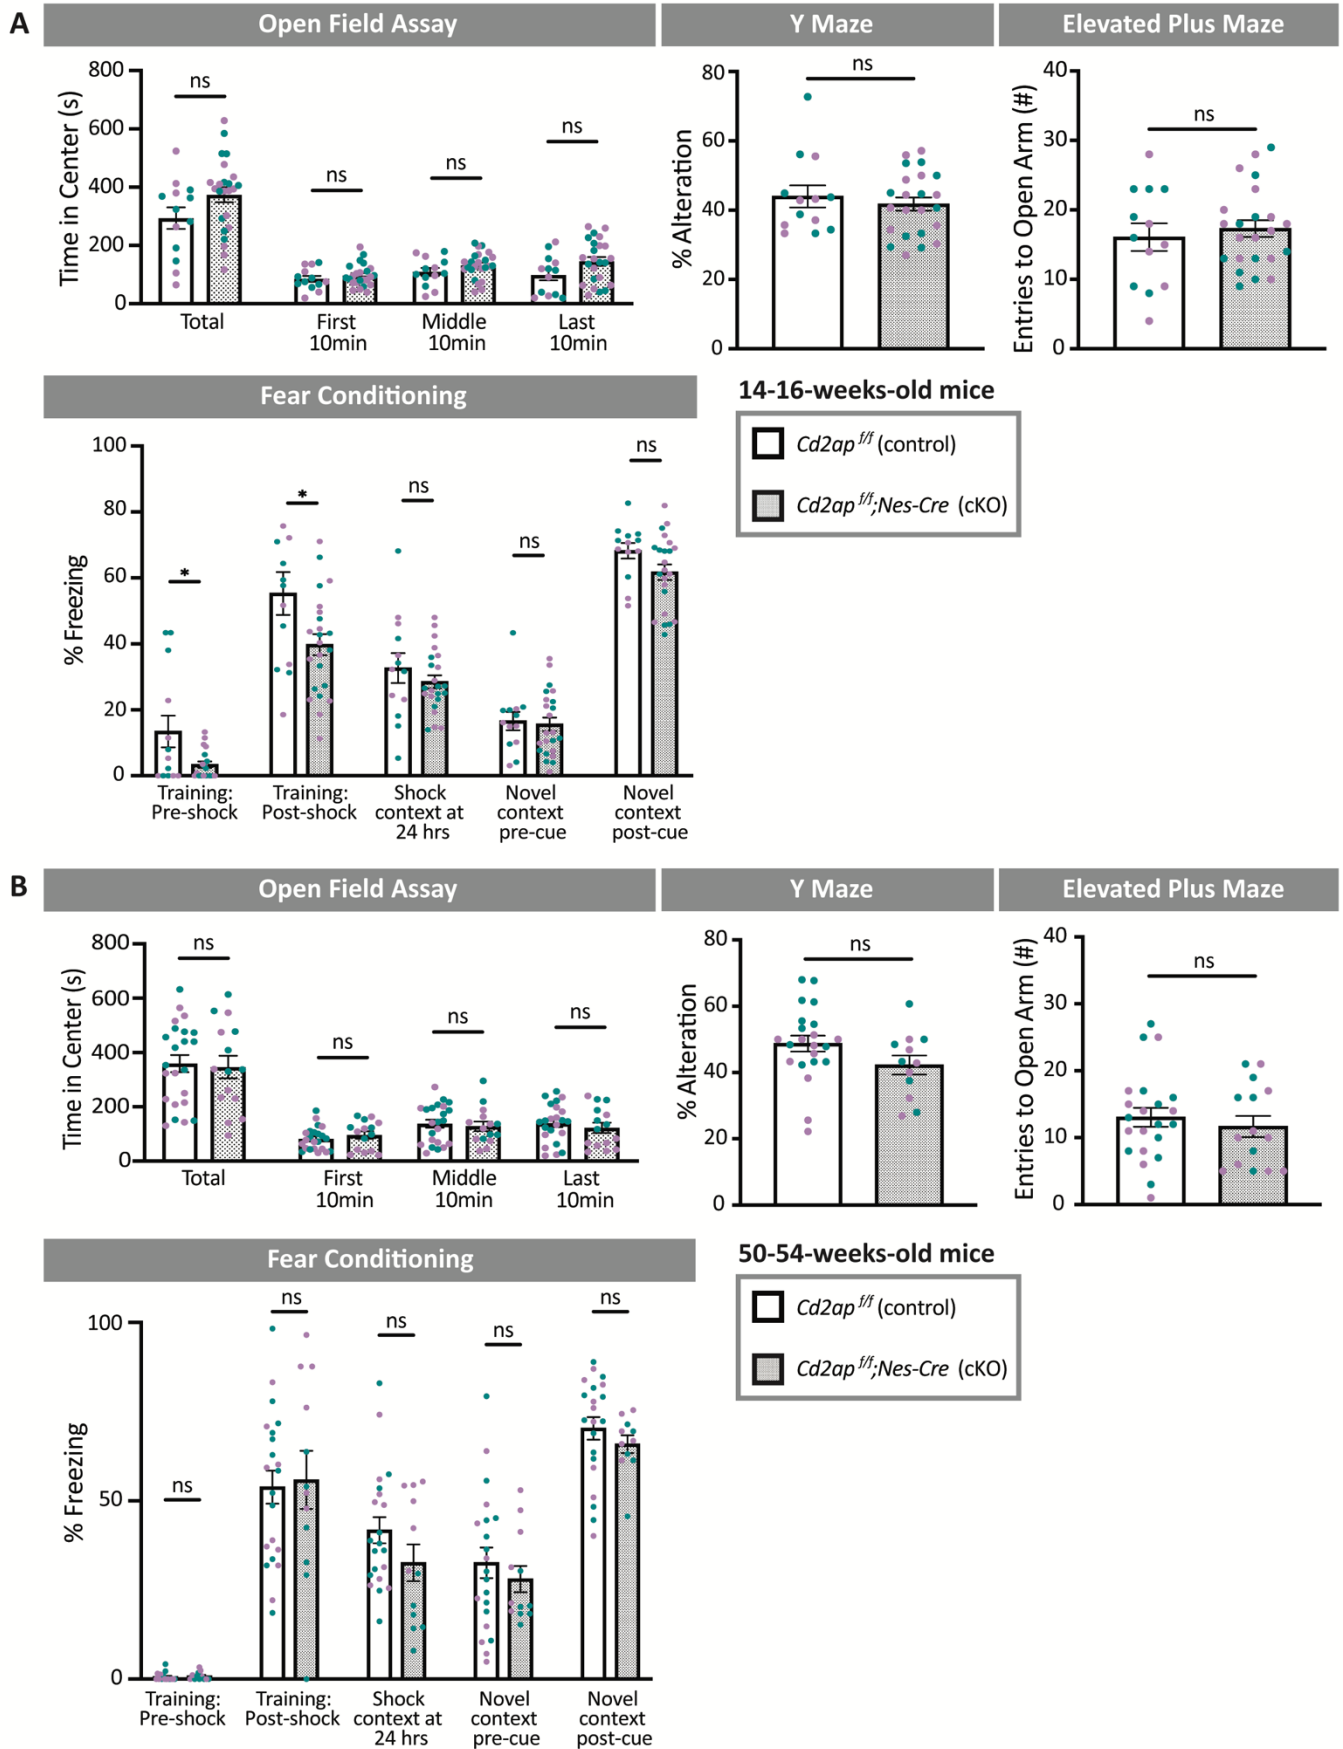 A
Open Field Assay
Y Maze
Elevated Plus Maze
Time in Center (s)
800
600
400
200
0
ns
ns
ns
ns
Total
First
10min
Middle
10min
Last
10min
% Alteration
80
60
40
20
0
ns
Entries to Open Arm (#)
40
30
20
10
0
ns
Fear Conditioning
% Freezing
100
80
60
40
20
0
*
*
ns
ns
ns
Training:
Pre-shock
Training:
Post-shock
Shock
context at
24 hrs
Novel
context
pre-cue
Novel
context
post-cue
14-16-weeks-old mice
Cd2ap f/f (control)
Cd2ap f/f;Nes-Cre (cKO)
B
Open Field Assay
Y Maze
Elevated Plus Maze
Time in Center (s)
800
600
400
200
0
ns
ns
ns
ns
Total
First
10min
Middle
10min
Last
10min
% Alteration
80
60
40
20
0
ns
Entries to Open Arm (#)
40
30
20
10
0
ns
Fear Conditioning
% Freezing
100
50
0
ns
ns
ns
ns
ns
Training:
Pre-shock
Training:
Post-shock
Shock
context at
24 hrs
Novel
context
pre-cue
Novel
context
post-cue
50-54-weeks-old mice
Cd2ap f/f (control)
Cd2ap f/f;Nes-Cre (cKO)